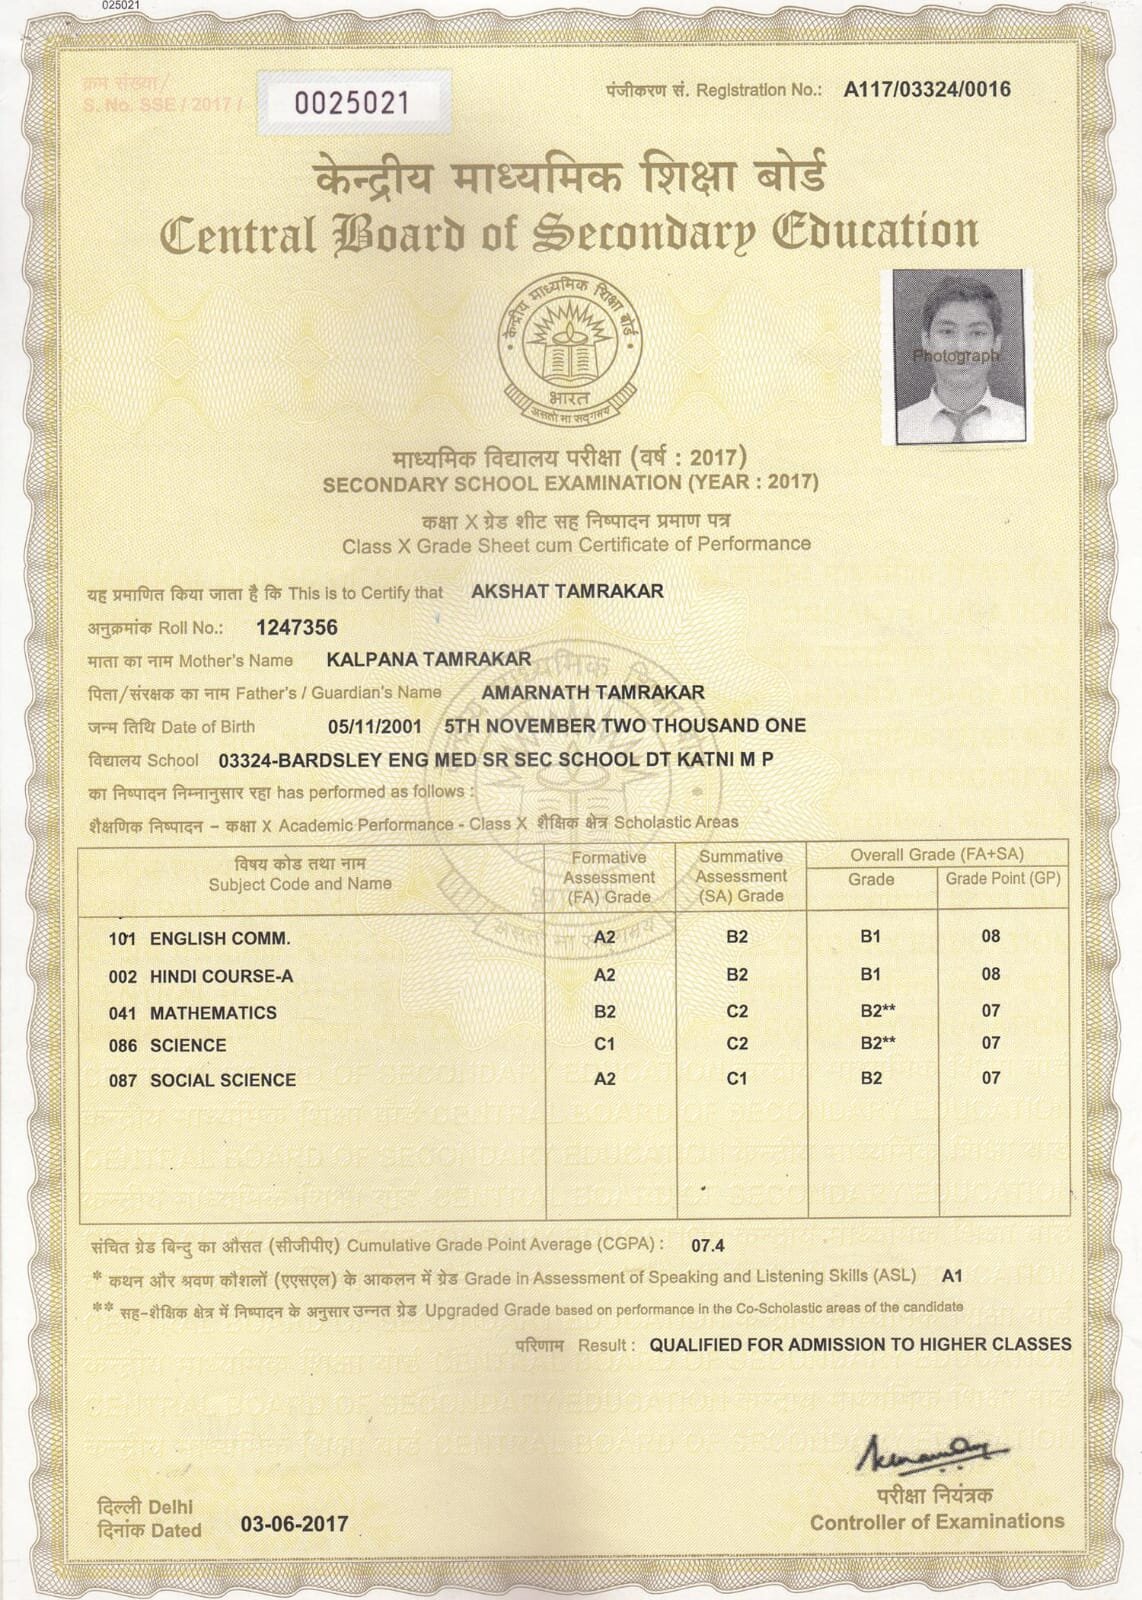 025021
क्रम संख्या/
S. No. SSE / 2017 / 0025021
पंजीकरण सं. Registration No.: A117/03324/0016
केन्द्रीय माध्यमिक शिक्षा बोर्ड
Central Board of Secondary Education
केन्द्रीय माध्यमिक शिक्षा बोर्ड
भारत
असतो मा सद्गमय
Photograph
माध्यमिक विद्यालय परीक्षा (वर्ष : 2017)
SECONDARY SCHOOL EXAMINATION (YEAR : 2017)
कक्षा X ग्रेड शीट सह निष्पादन प्रमाण पत्र
Class X Grade Sheet cum Certificate of Performance
यह प्रमाणित किया जाता है कि This is to Certify that AKSHAT TAMRAKAR
अनुक्रमांक Roll No.: 1247356
माता का नाम Mother's Name KALPANA TAMRAKAR
पिता/संरक्षक का नाम Father's / Guardian's Name AMARNATH TAMRAKAR
जन्म तिथि Date of Birth 05/11/2001 5TH NOVEMBER TWO THOUSAND ONE
विद्यालय School 03324-BARDSLEY ENG MED SR SEC SCHOOL DT KATNI M P
का निष्पादन निम्नानुसार रहा has performed as follows :
शैक्षणिक निष्पादन – कक्षा X Academic Performance - Class X शैक्षिक क्षेत्र Scholastic Areas
विषय कोड तथा नाम
Subject Code and Name
Formative
Assessment
(FA) Grade
Summative
Assessment
(SA) Grade
Overall Grade (FA+SA)
Grade Grade Point (GP)
101 ENGLISH COMM. A2 B2 B1 08
002 HINDI COURSE-A A2 B2 B1 08
041 MATHEMATICS B2 C2 B2** 07
086 SCIENCE C1 C2 B2** 07
087 SOCIAL SCIENCE A2 C1 B2 07
संचित ग्रेड बिन्दु का औसत (सीजीपीए) Cumulative Grade Point Average (CGPA) : 07.4
* कथन और श्रवण कौशलों (एएसएल) के आकलन में ग्रेड Grade in Assessment of Speaking and Listening Skills (ASL) A1
** सह-शैक्षिक क्षेत्र में निष्पादन के अनुसार उन्नत ग्रेड Upgraded Grade based on performance in the Co-Scholastic areas of the candidate
परिणाम Result : QUALIFIED FOR ADMISSION TO HIGHER CLASSES
दिल्ली Delhi
दिनांक Dated 03-06-2017
परीक्षा नियंत्रक
Controller of Examinations